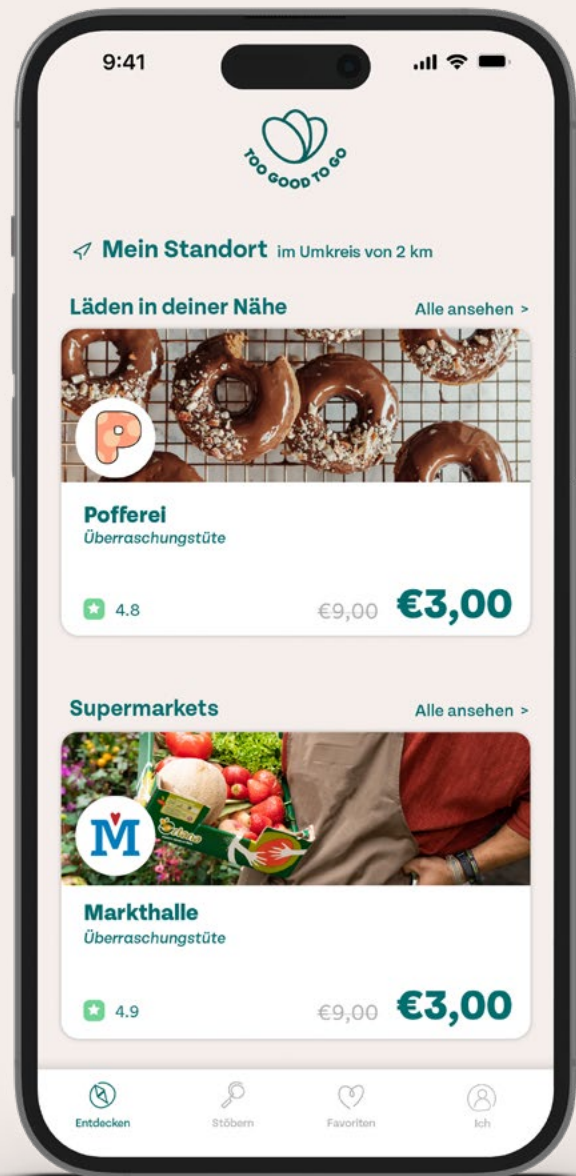 9:41
TOO GOOD TO GO
Mein Standort im Umkreis von 2 km
Läden in deiner Nähe Alle ansehen >
P
Pofferei
Überraschungstüte
4.8 €9,00 €3,00
Supermarkets Alle ansehen >
M
Markthalle
Überraschungstüte
4.9 €9,00 €3,00
Entdecken Stöbern Favoriten Ich